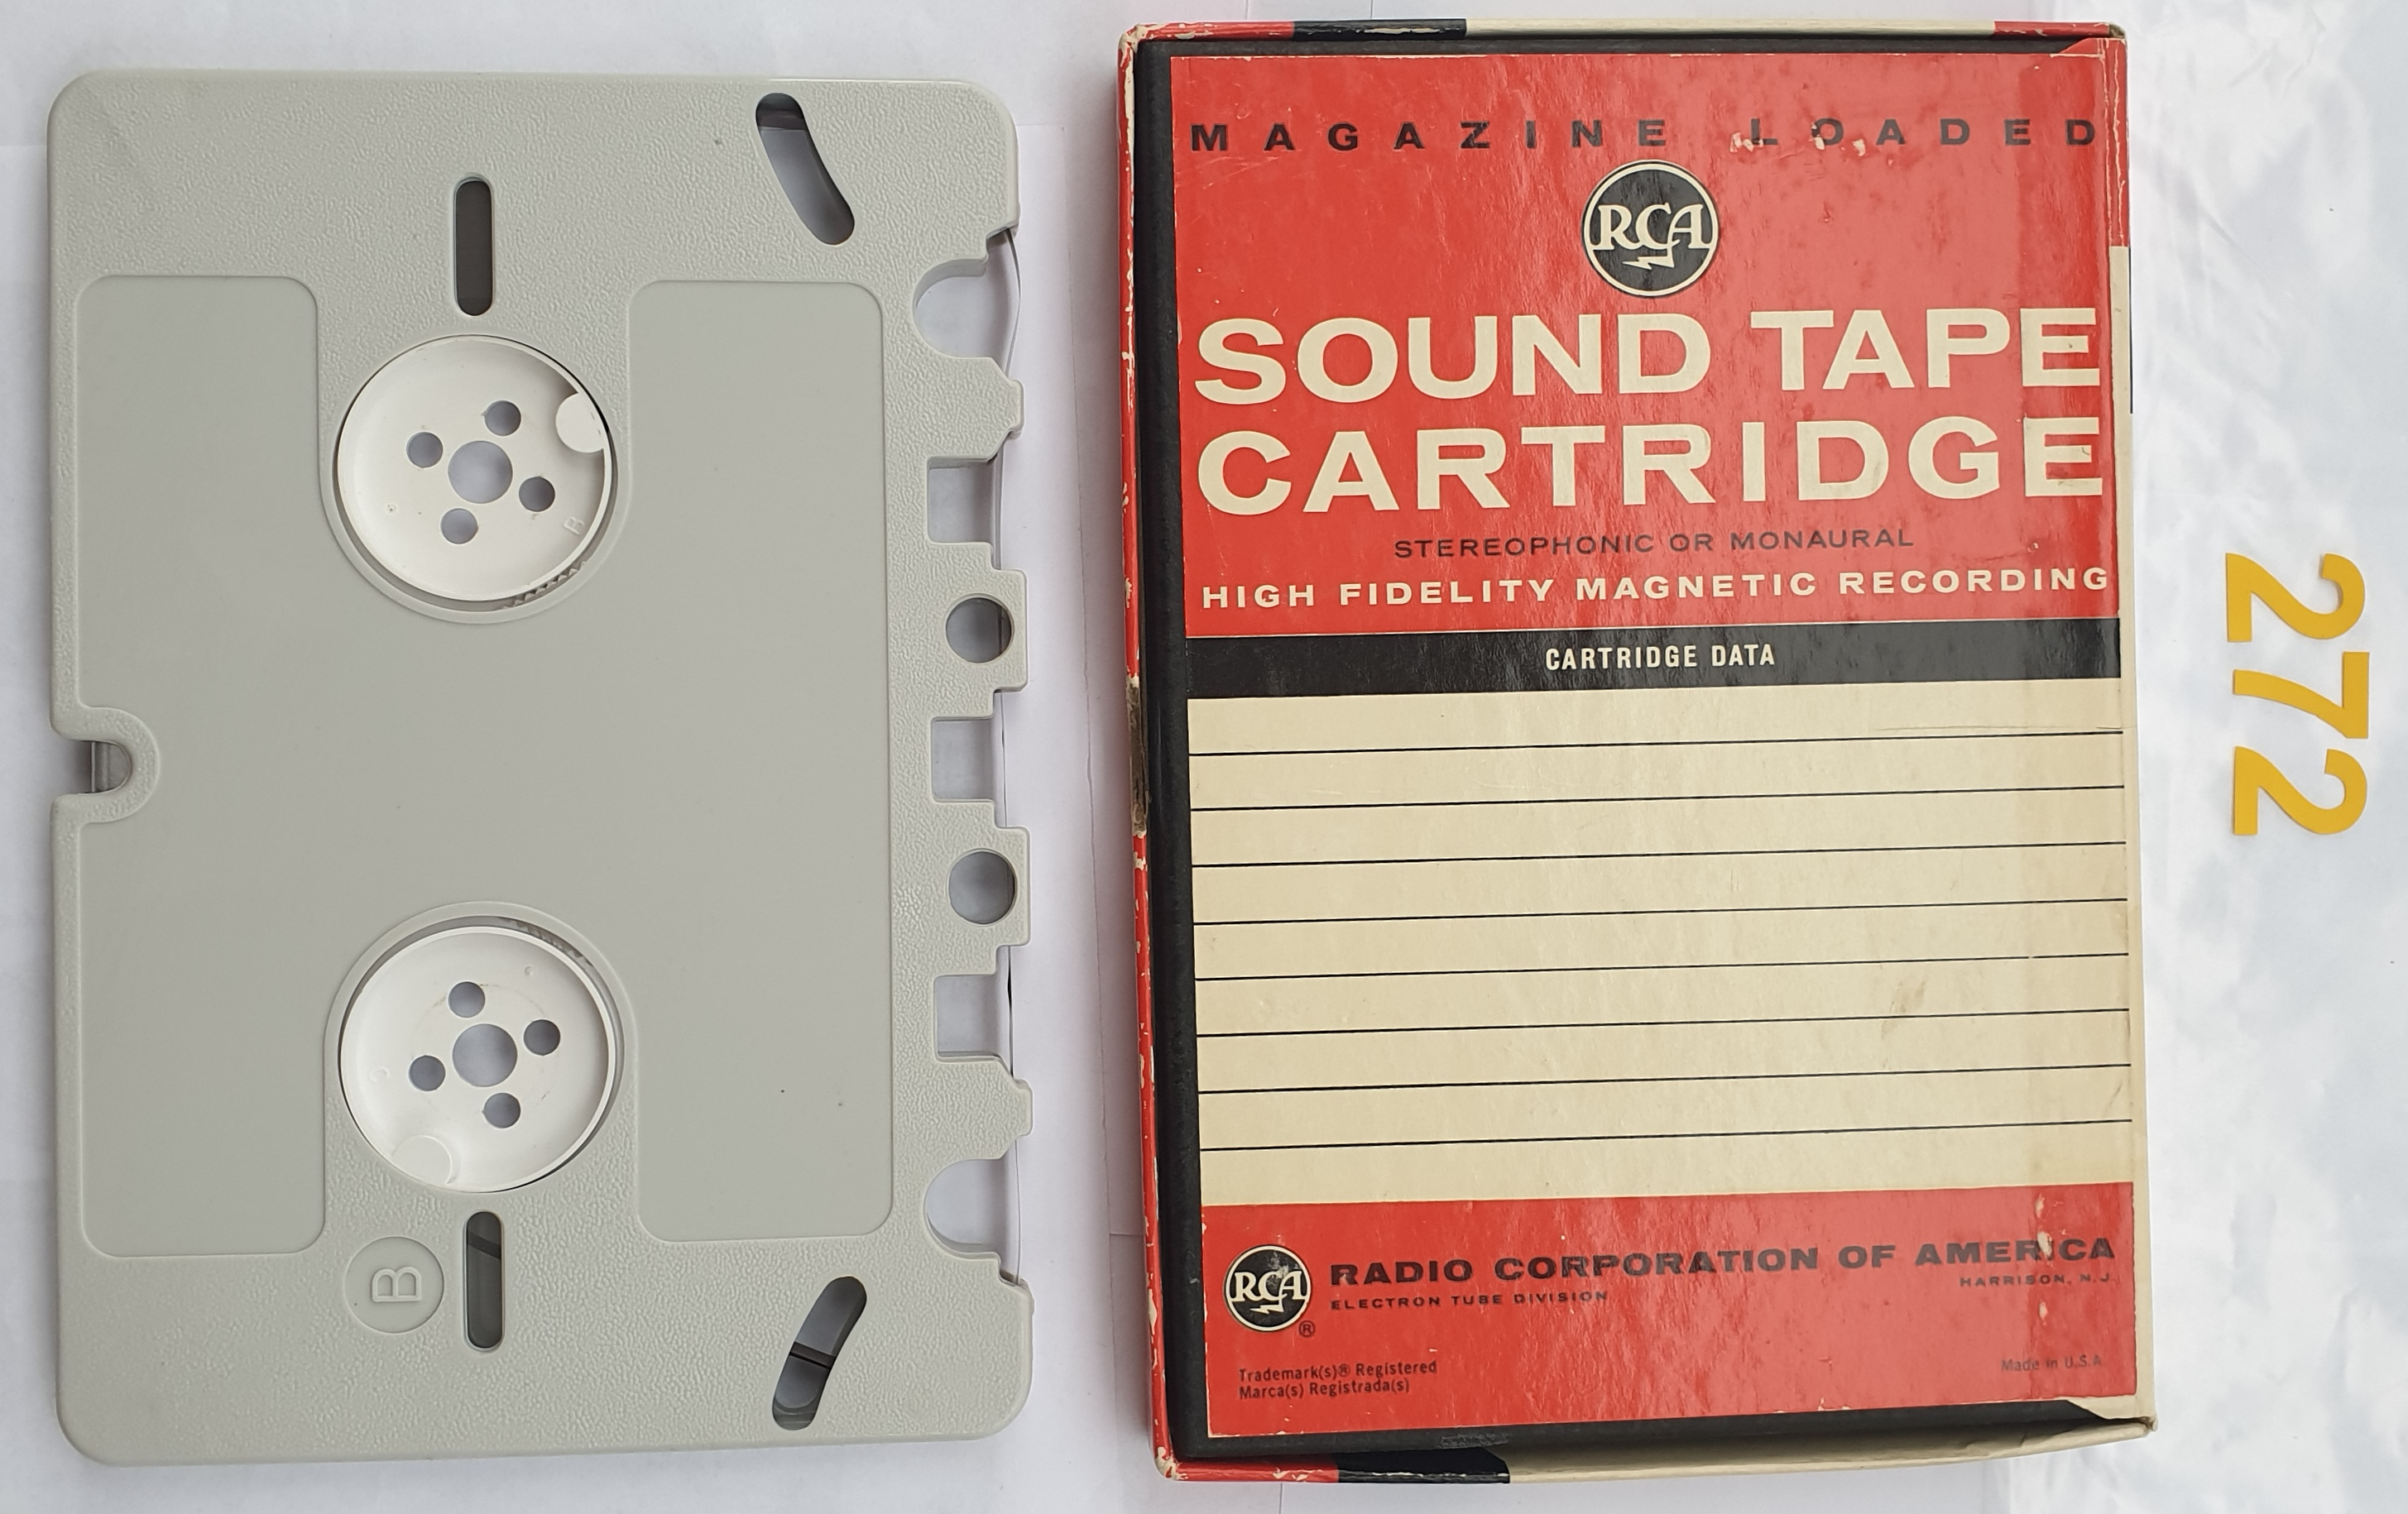 MAGAZINE LOADED
RCA
SOUND TAPE
CARTRIDGE
STEREOPHONIC OR MONAURAL
HIGH FIDELITY MAGNETIC RECORDING
CARTRIDGE DATA
RCA
®
RADIO CORPORATION OF AMERICA
ELECTRON TUBE DIVISION
HARRISON, N.J.
Trademark(s)® Registered
Marca(s) Registrada(s)
Made in U.S.A.
B
B
272